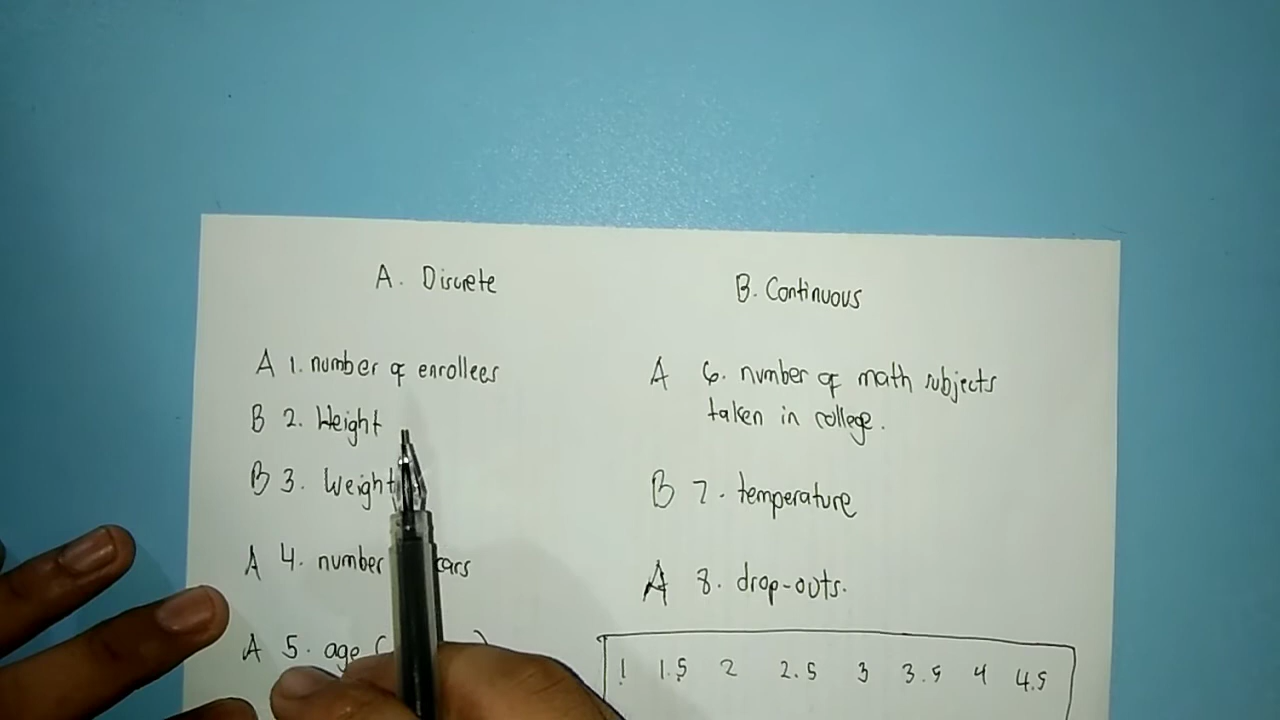 A. Discrete
B. Continuous
A 1. number of enrollees
B 2. Height
B 3. Weight
A 4. number cars
A 5. age ( )
A 6. number of math subjects
taken in college.
B 7. temperature
A 8. drop-outs.
1 1.5 2 2.5 3 3.5 4 4.5